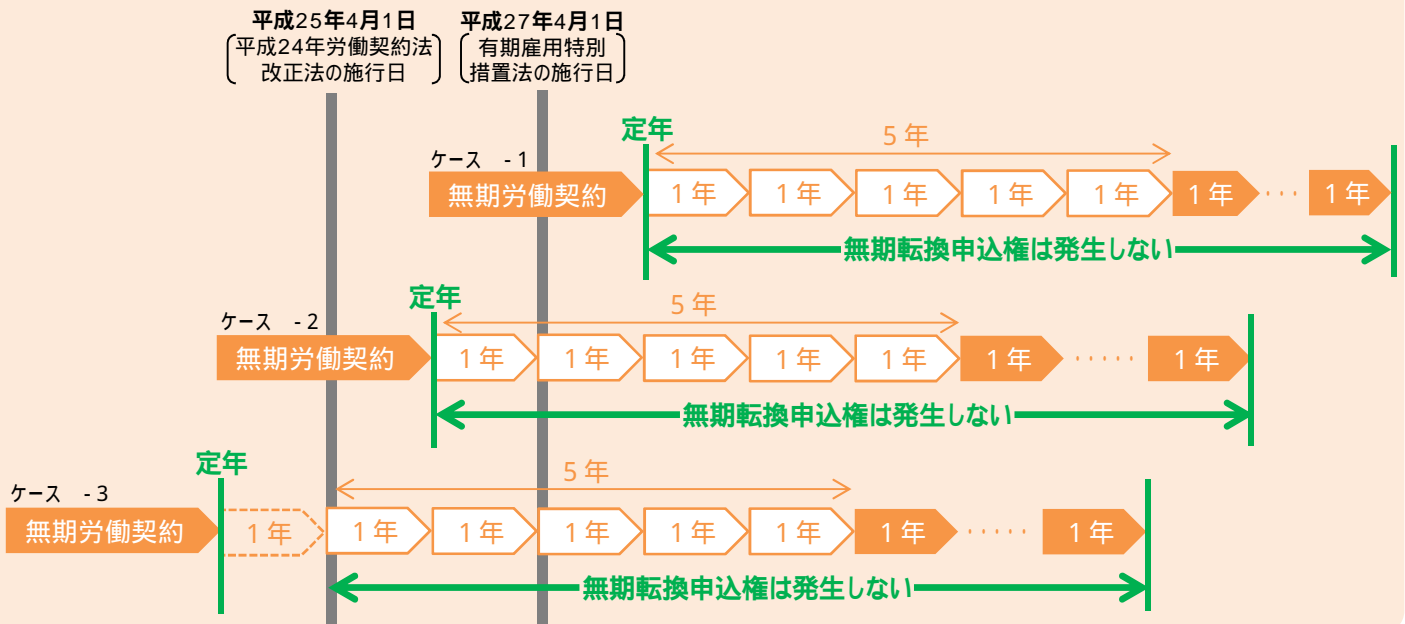 平成25年4月1日
平成24年労働契約法
改正法の施行日
平成27年4月1日
有期雇用特別
措置法の施行日
定年
5年
ケース -1
無期労働契約
1年
1年
1年
1年
1年
1年
‥‥
1年
無期転換申込権は発生しない
定年
5年
ケース -2
無期労働契約
1年
1年
1年
1年
1年
1年
‥‥‥
1年
無期転換申込権は発生しない
定年
5年
ケース -3
無期労働契約
1年
1年
1年
1年
1年
1年
1年
‥‥‥
1年
無期転換申込権は発生しない